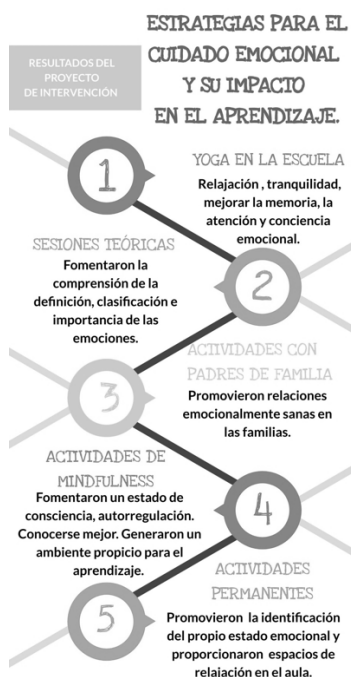 ESTRATEGIAS PARA EL
CUIDADO EMOCIONAL
Y SU IMPACTO
EN EL APRENDIZAJE.
RESULTADOS DEL
PROYECTO
DE INTERVENCIÓN
1
YOGA EN LA ESCUELA
Relajación , tranquilidad,
mejorar la memoria, la
atención y conciencia
emocional.
2
SESIONES TEÓRICAS
Fomentaron la
comprensión de la
definición, clasificación e
importancia de las
emociones.
3
ACTIVIDADES CON
PADRES DE FAMILIA
Promovieron relaciones
emocionalmente sanas en
las familias.
4
ACTIVIDADES DE
MINDFULNESS
Fomentaron un estado de
consciencia, autorregulación.
Conocerse mejor. Generaron un
ambiente propicio para el
aprendizaje.
5
ACTIVIDADES
PERMANENTES
Promovieron la identificación
del propio estado emocional y
proporcionaron espacios de
relajación en el aula.